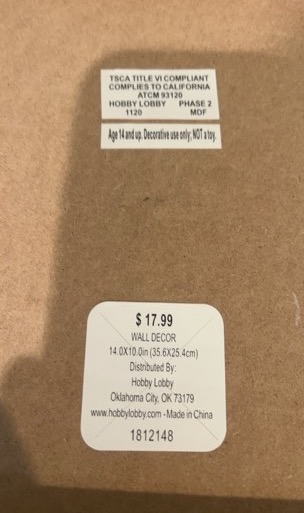 TSCA TITLE VI COMPLIANT
COMPLIES TO CALIFORNIA
ATCM 93120
HOBBY LOBBY PHASE 2
1120 MDF
Age 14 and up. Decorative use only; NOT a toy.
$ 17.99
WALL DECOR
14.0X10.0in (35.6X25.4cm)
Distributed By:
Hobby Lobby
Oklahoma City, OK 73179
www.hobbylobby.com - Made in China
1812148